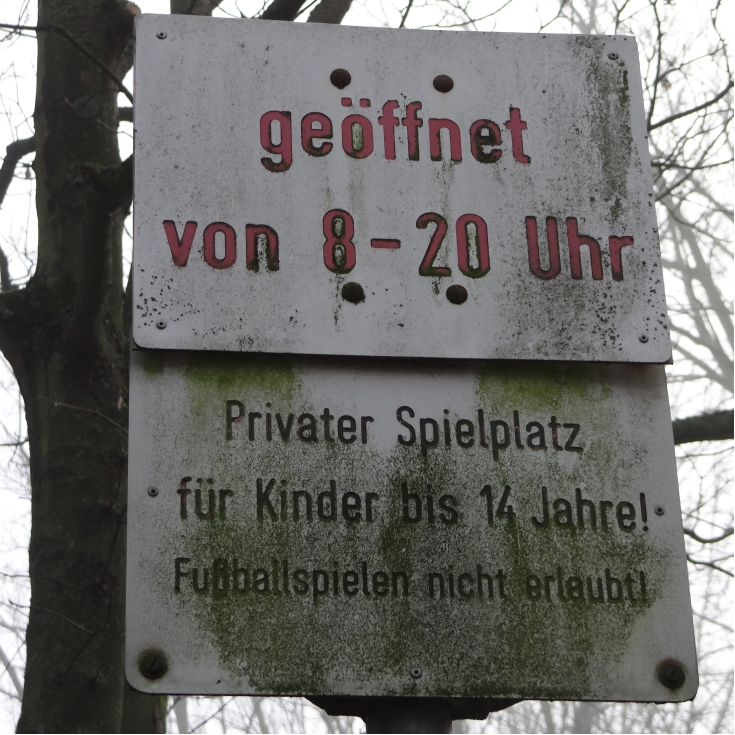 geöffnet
von 8-20 Uhr
Privater Spielplatz
für Kinder bis 14 Jahre!
Fußballspielen nicht erlaubt!